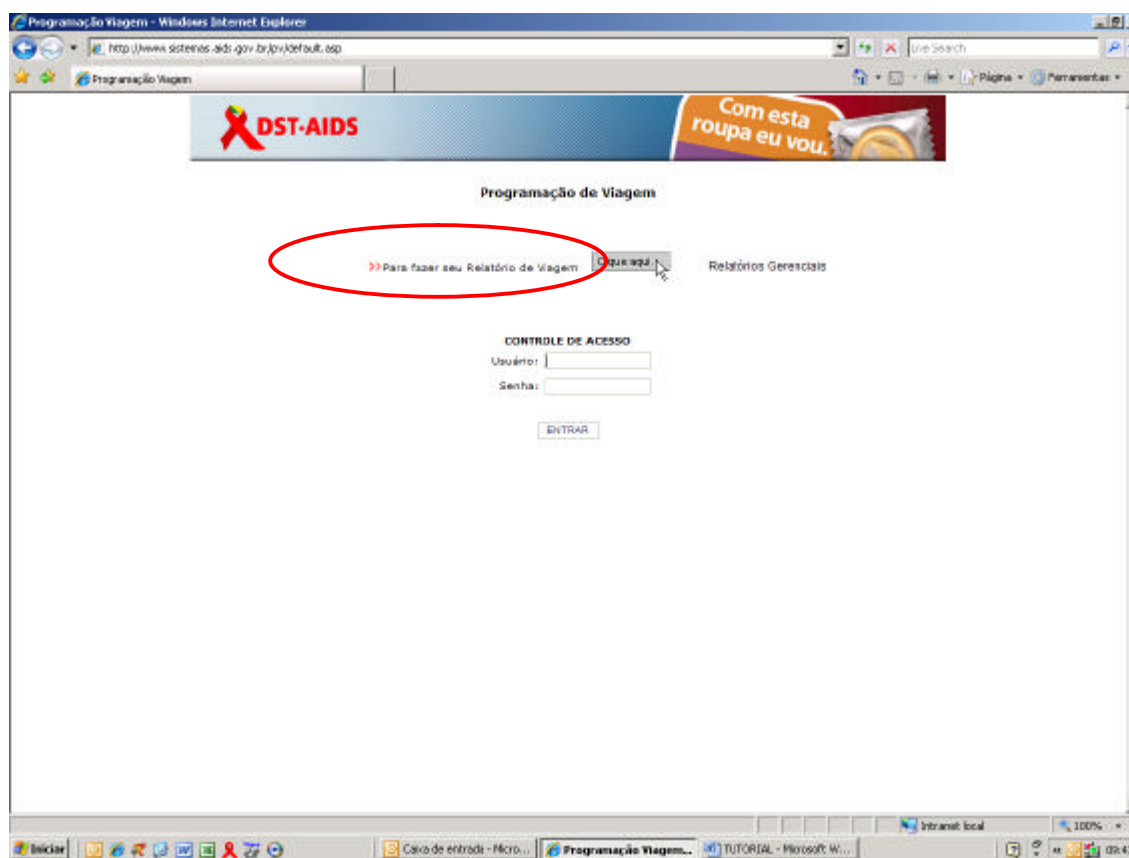 Programação Viagem - Windows Internet Explorer
http://www.sistemas.aids.gov.br/pv/default.asp
Live Search
Programação Viagem
Página
Ferramentas
DST-AIDS
Com esta
roupa eu vou.
Programação de Viagem
>>Para fazer seu Relatório de Viagem
Clique aqui
Relatórios Gerenciais
CONTROLE DE ACESSO
Usuário:
Senha:
ENTRAR
Intranet local
100%
Iniciar
Caixa de entrada - Micro...
Programação Viagem...
TUTORIAL - Microsoft W...